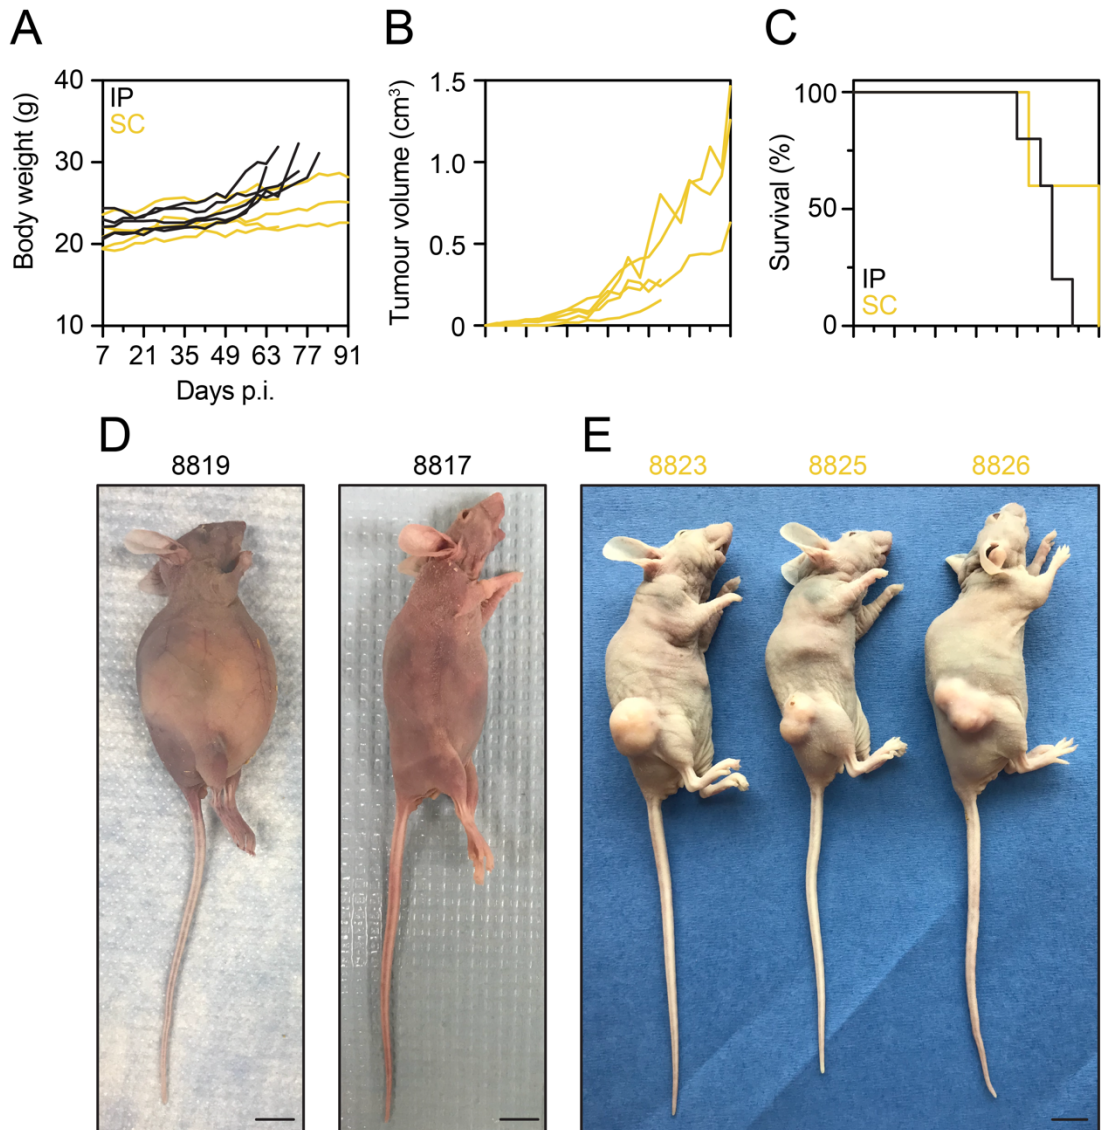 A
B
C
Body weight (g)
40
30
20
10
IP
SC
7 21 35 49 63 77 91
Days p.i.
Tumour volume (cm³)
1.5
1.0
0.5
0
Survival (%)
100
50
0
IP
SC
D
E
8819
8817
8823
8825
8826